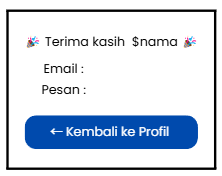 🎉 Terima kasih $nama 🎉
Email :
Pesan :
← Kembali ke Profil